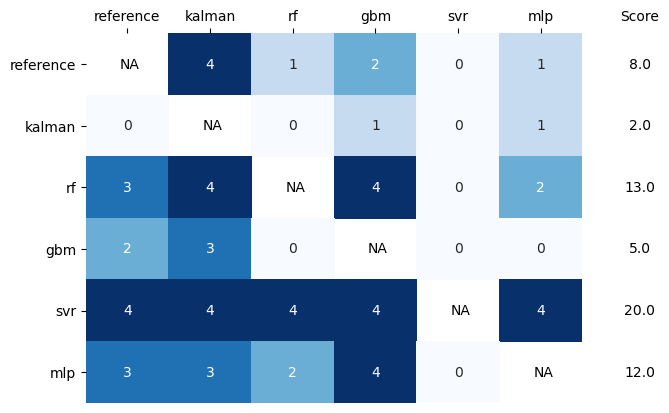 reference kalman rf gbm svr mlp Score
reference NA 4 1 2 0 1 8.0
kalman 0 NA 0 1 0 1 2.0
rf 3 4 NA 4 0 2 13.0
gbm 2 3 0 NA 0 0 5.0
svr 4 4 4 4 NA 4 20.0
mlp 3 3 2 4 0 NA 12.0